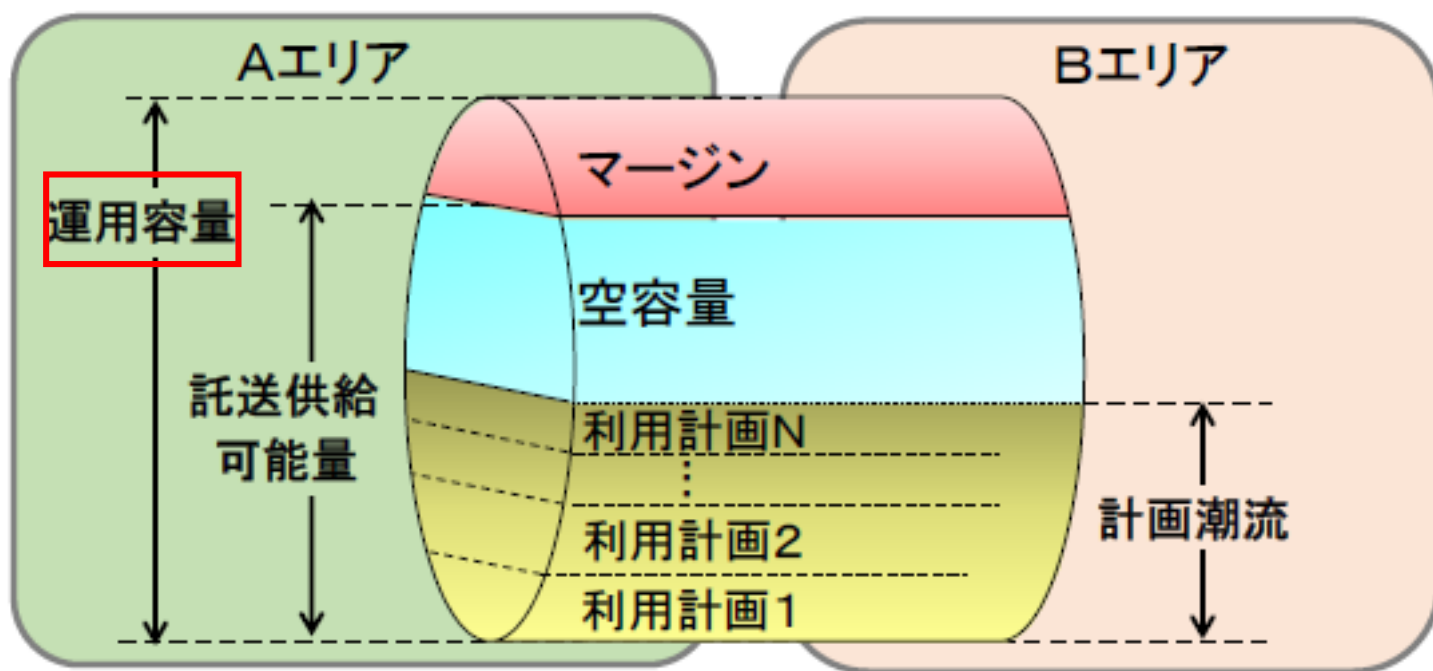 Aエリア
Bエリア
マージン
運用容量
空容量
託送供給
可能量
利用計画N
⋮
利用計画2
利用計画1
計画潮流